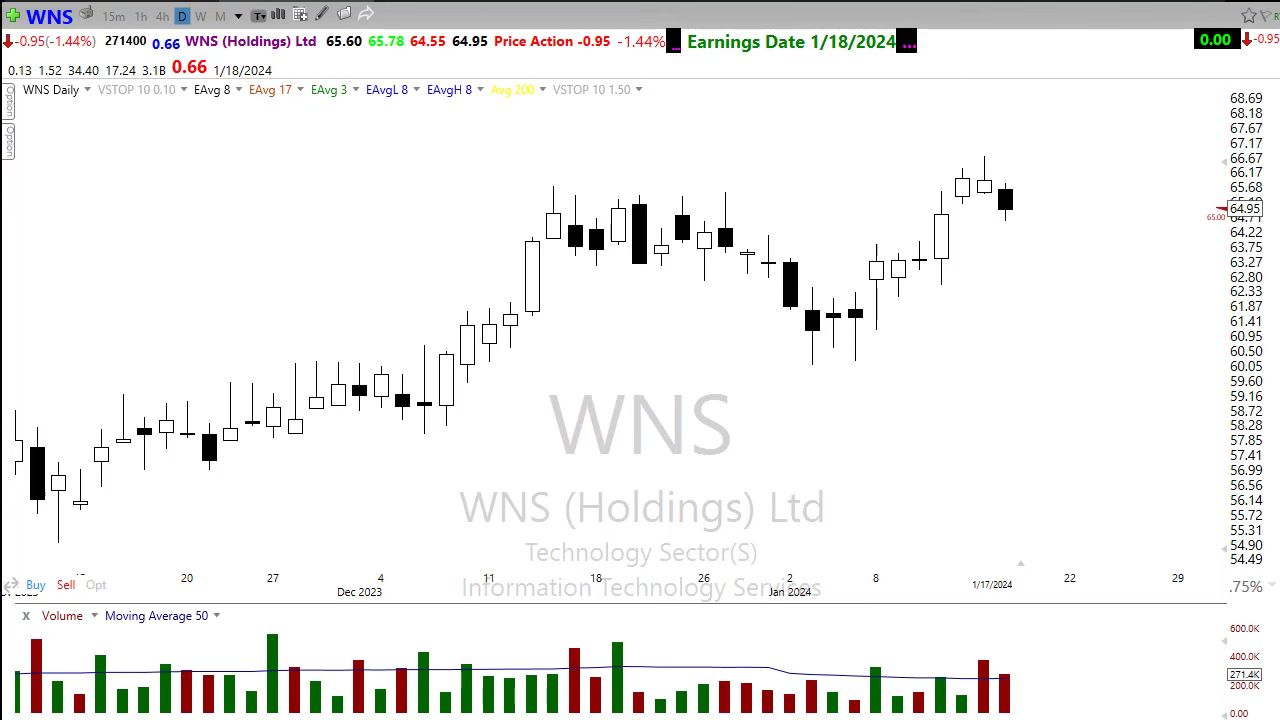 WNS 15m 1h 4h D W M T
-0.95(-1.44%) 271400 0.66 WNS (Holdings) Ltd 65.60 65.78 64.55 64.95 Price Action -0.95 -1.44% ... Earnings Date 1/18/2024 ... 0.00 -0.95
0.13 1.52 34.40 17.24 3.1B 0.66 1/18/2024
WNS Daily VSTOP 10 0.10 EAvg 8 EAvg 17 EAvg 3 EAvgL 8 EAvgH 8 Avg 200 VSTOP 10 1.50
Option
Option
68.69
68.18
67.67
67.17
66.67
66.17
65.68
64.95
65.00
64.71
64.22
63.75
63.27
62.80
62.33
61.87
61.41
60.95
60.50
60.05
59.60
59.16
58.72
58.28
57.85
57.41
56.99
56.56
56.14
55.72
55.31
54.90
54.49
WNS
WNS (Holdings) Ltd
Technology Sector(S)
Information Technology Services
20 27 4 11 18 26 2 8 1/17/2024 22 29
Buy Sell Opt .75%
Dec 2023 Jan 2024
x Volume Moving Average 50
600.0K
400.0K
271.4K
200.0K
0.00